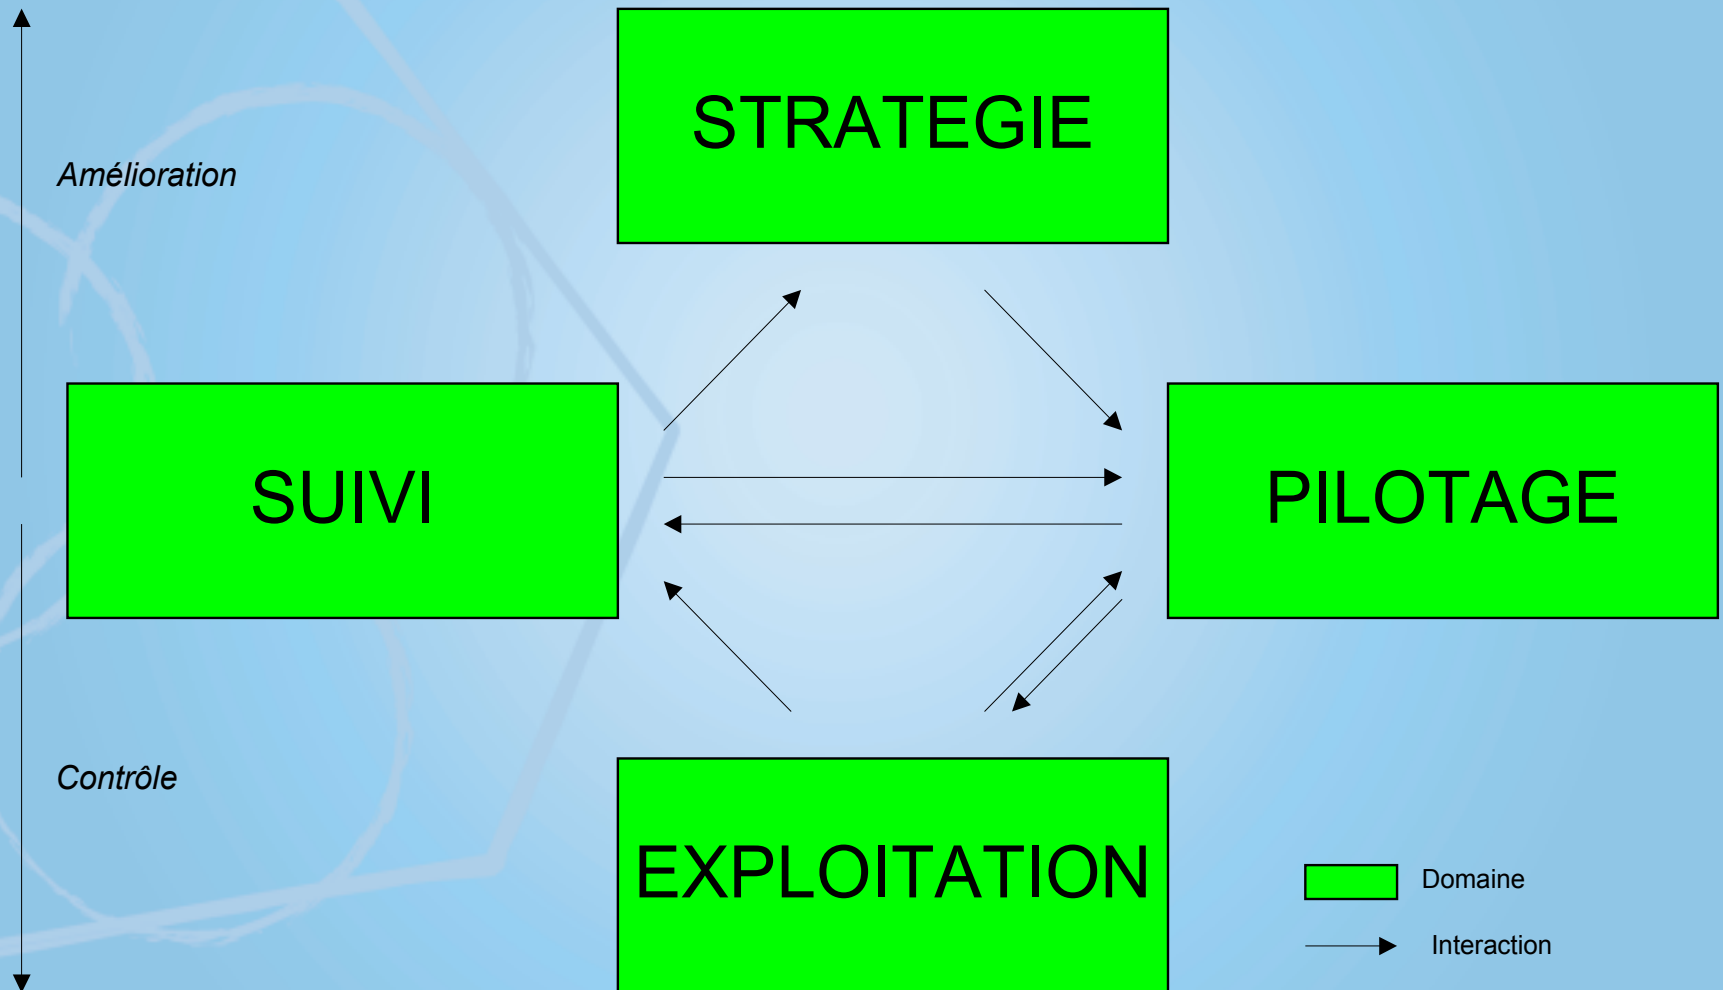 STRATEGIE
Amélioration
SUIVI
PILOTAGE
Contrôle
EXPLOITATION
Domaine
Interaction